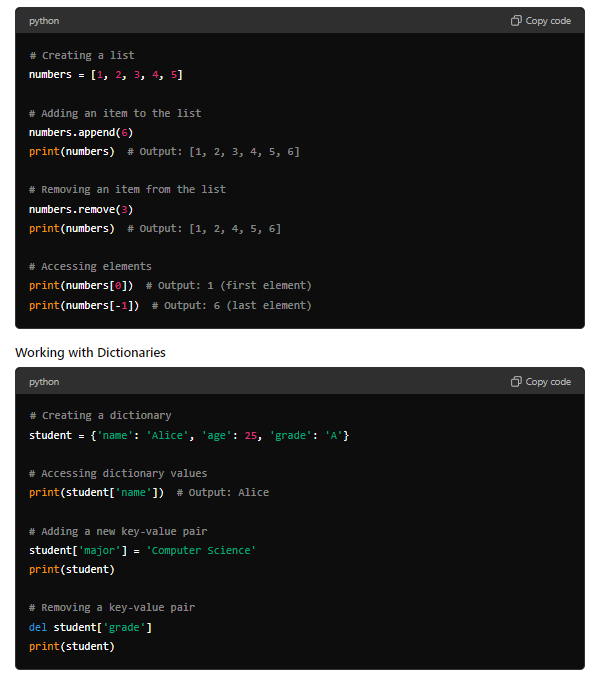 python Copy code
# Creating a list
numbers = [1, 2, 3, 4, 5]
# Adding an item to the list
numbers.append(6)
print(numbers)  # Output: [1, 2, 3, 4, 5, 6]
# Removing an item from the list
numbers.remove(3)
print(numbers)  # Output: [1, 2, 4, 5, 6]
# Accessing elements
print(numbers[0])  # Output: 1 (first element)
print(numbers[-1])  # Output: 6 (last element)
Working with Dictionaries
python Copy code
# Creating a dictionary
student = {'name': 'Alice', 'age': 25, 'grade': 'A'}
# Accessing dictionary values
print(student['name'])  # Output: Alice
# Adding a new key-value pair
student['major'] = 'Computer Science'
print(student)
# Removing a key-value pair
del student['grade']
print(student)